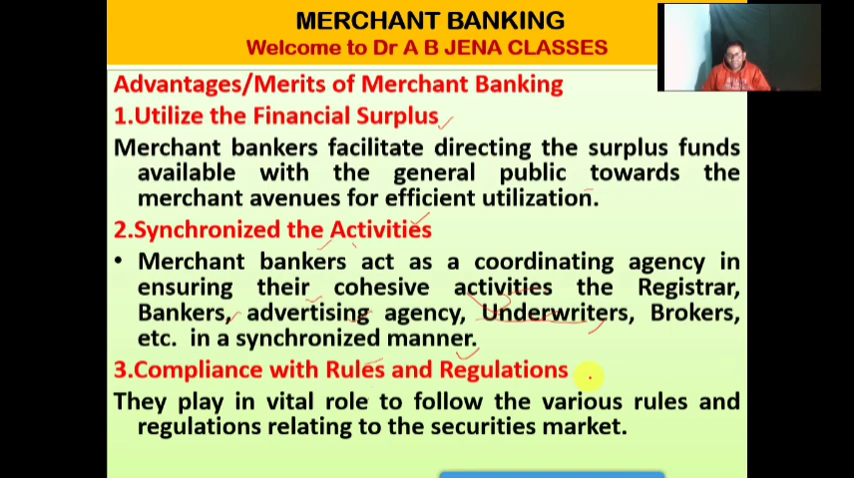 MERCHANT BANKING
Welcome to Dr A B JENA CLASSES
Advantages/Merits of Merchant Banking
1.Utilize the Financial Surplus
Merchant bankers facilitate directing the surplus funds
available with the general public towards the
merchant avenues for efficient utilization.
2.Synchronized the Activities
• Merchant bankers act as a coordinating agency in
ensuring their cohesive activities the Registrar,
Bankers, advertising agency, Underwriters, Brokers,
etc. in a synchronized manner.
3.Compliance with Rules and Regulations
They play in vital role to follow the various rules and
regulations relating to the securities market.